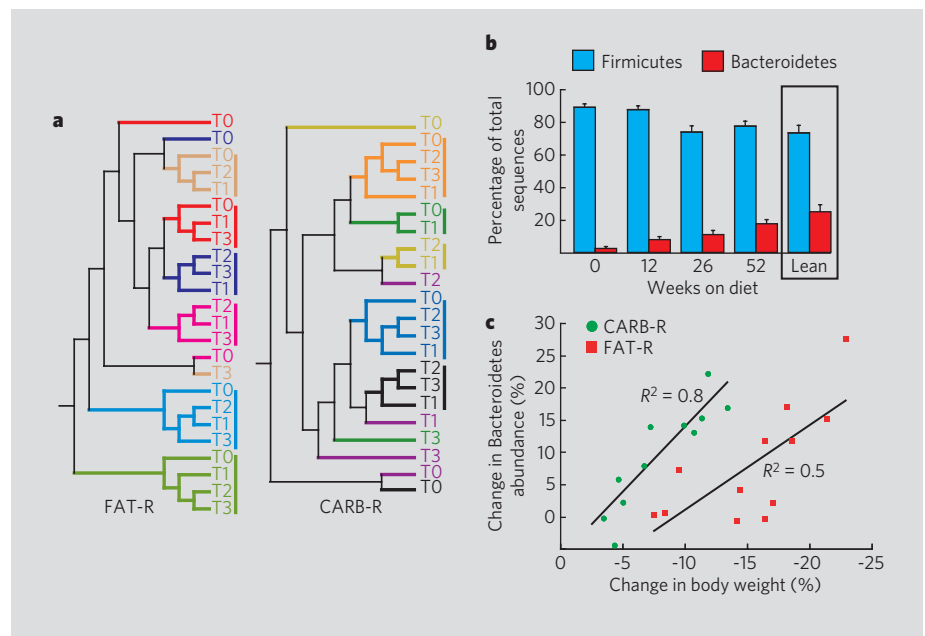 a
T0
T0
T0
T2
T1
T0
T1
T3
T2
T3
T1
T2
T1
T3
T0
T3
T0
T2
T1
T3
T0
T1
T2
T3
FAT-R
T0
T0
T2
T3
T1
T0
T1
T2
T1
T2
T0
T2
T3
T1
T2
T3
T1
T1
T3
T3
T0
T0
CARB-R
b
Firmicutes Bacteroidetes
Percentage of total
sequences
100
80
60
40
20
0 12 26 52 Lean
Weeks on diet
c
CARB-R
FAT-R
Change in Bacteroidetes
abundance (%)
30
25
20
15
10
5
0
R² = 0.8
R² = 0.5
0 -5 -10 -15 -20 -25
Change in body weight (%)